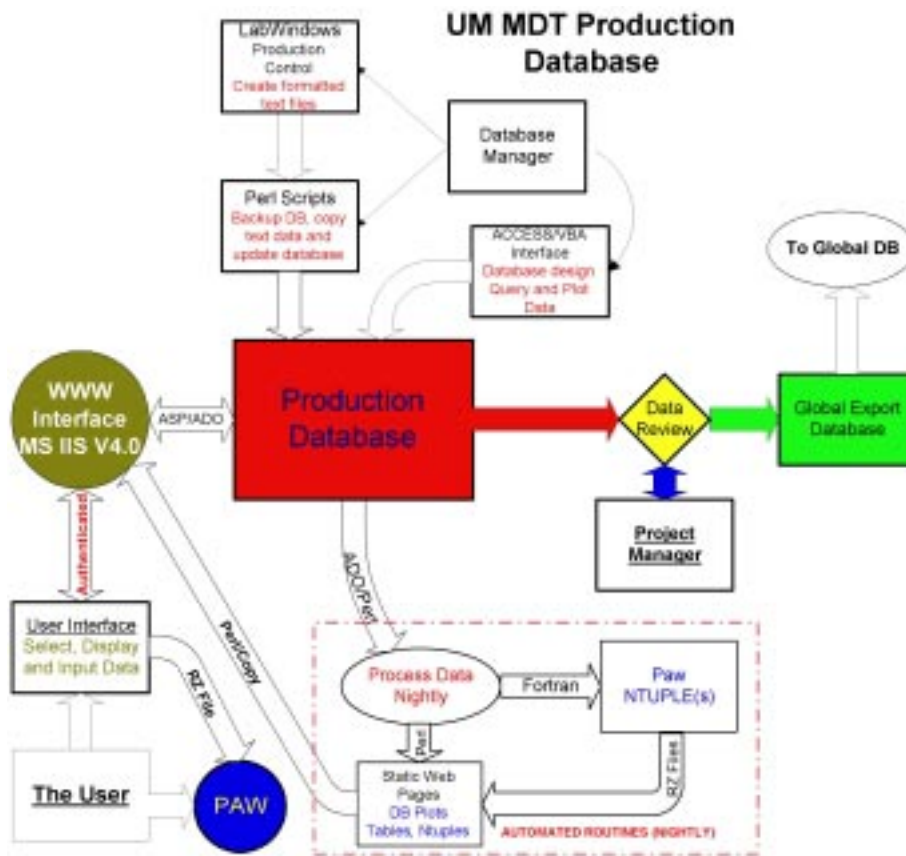 UM MDT Production
Database
LabWindows
Production
Control
Create formatted
text files
Database
Manager
Perl Scripts
Backup DB, copy
text data and
update database
ACCESS/VBA
Interface
Database design
Query and Plot
Data
To Global DB
WWW
Interface
MS IIS V4.0
ASP/ADO
Production
Database
Data
Review
Global Export
Database
Project
Manager
Authenticated
ADO/Perl
User Interface
Select, Display
and Input Data
RZ File
Perl/Copy
Process Data
Nightly
Fortran
Paw
NTUPLE(s)
Perl
RZ Files
The User
PAW
Static Web
Pages
DB Plots
Tables, Ntuples
AUTOMATED ROUTINES (NIGHTLY)